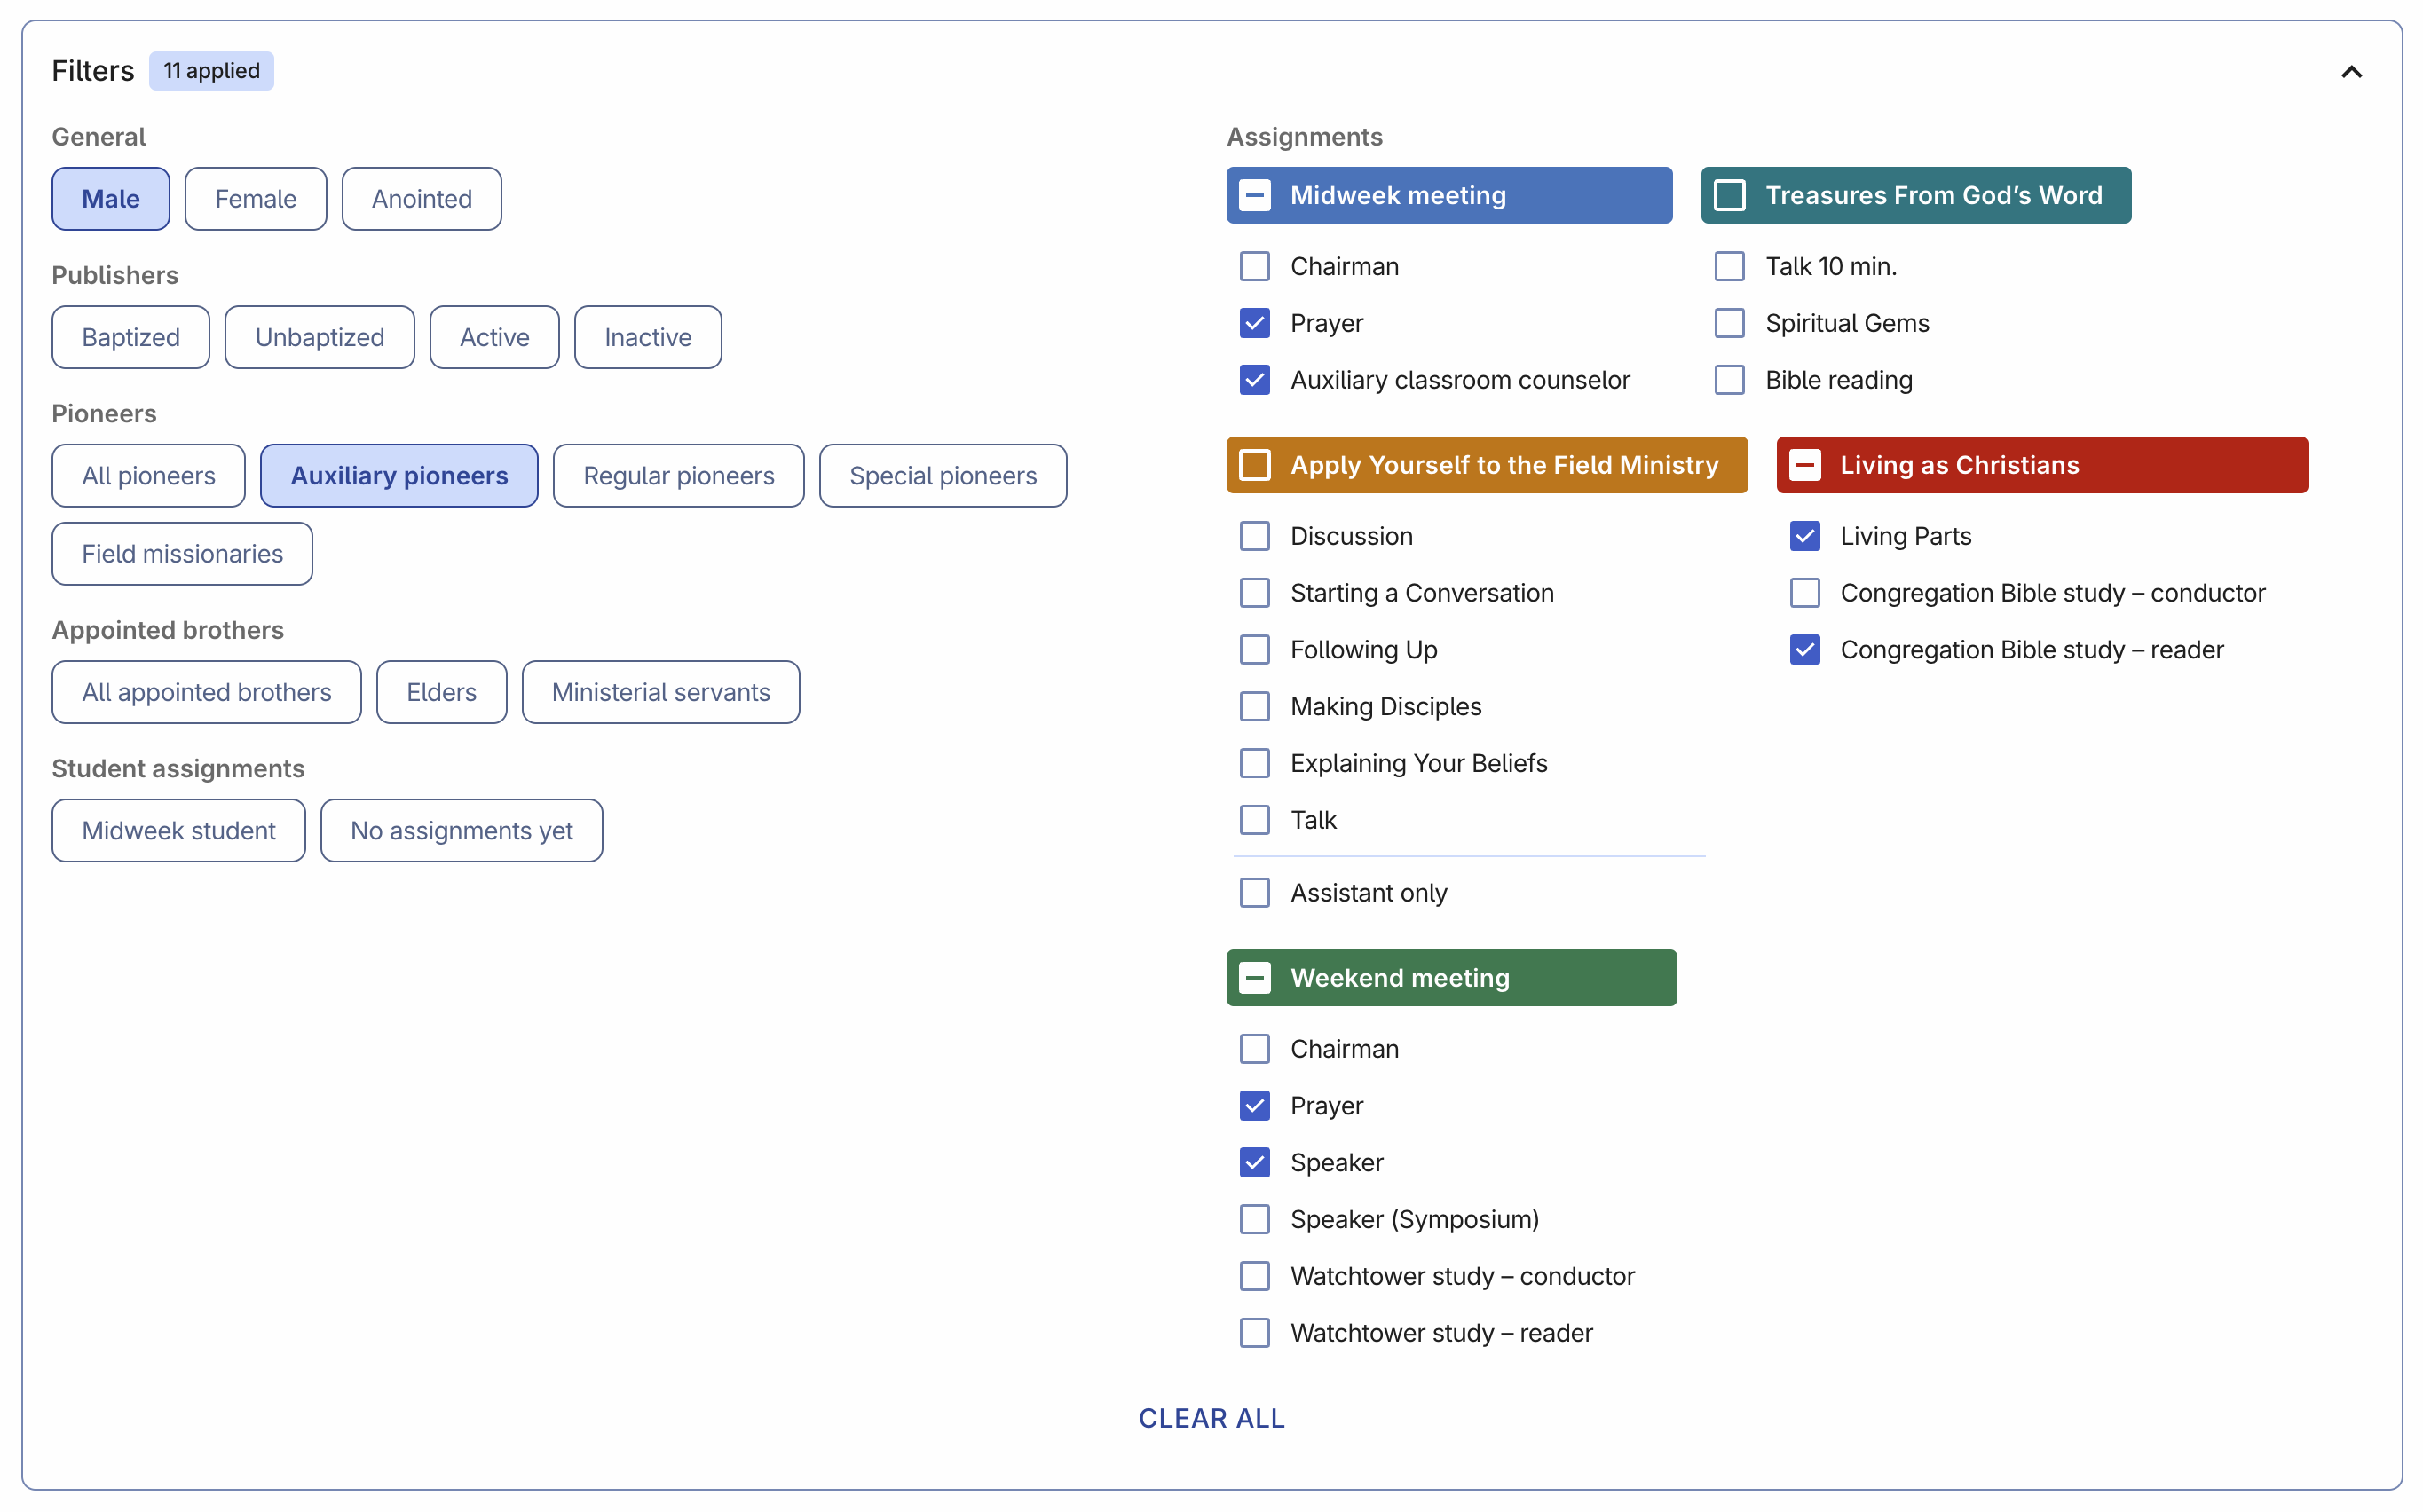 Filters
11 applied
General
Male
Female
Anointed
Publishers
Baptized
Unbaptized
Active
Inactive
Pioneers
All pioneers
Auxiliary pioneers
Regular pioneers
Special pioneers
Field missionaries
Appointed brothers
All appointed brothers
Elders
Ministerial servants
Student assignments
Midweek student
No assignments yet
Assignments
Midweek meeting
Chairman
Prayer
Auxiliary classroom counselor
Treasures From God’s Word
Talk 10 min.
Spiritual Gems
Bible reading
Apply Yourself to the Field Ministry
Discussion
Starting a Conversation
Following Up
Making Disciples
Explaining Your Beliefs
Talk
Assistant only
Living as Christians
Living Parts
Congregation Bible study – conductor
Congregation Bible study – reader
Weekend meeting
Chairman
Prayer
Speaker
Speaker (Symposium)
Watchtower study – conductor
Watchtower study – reader
CLEAR ALL